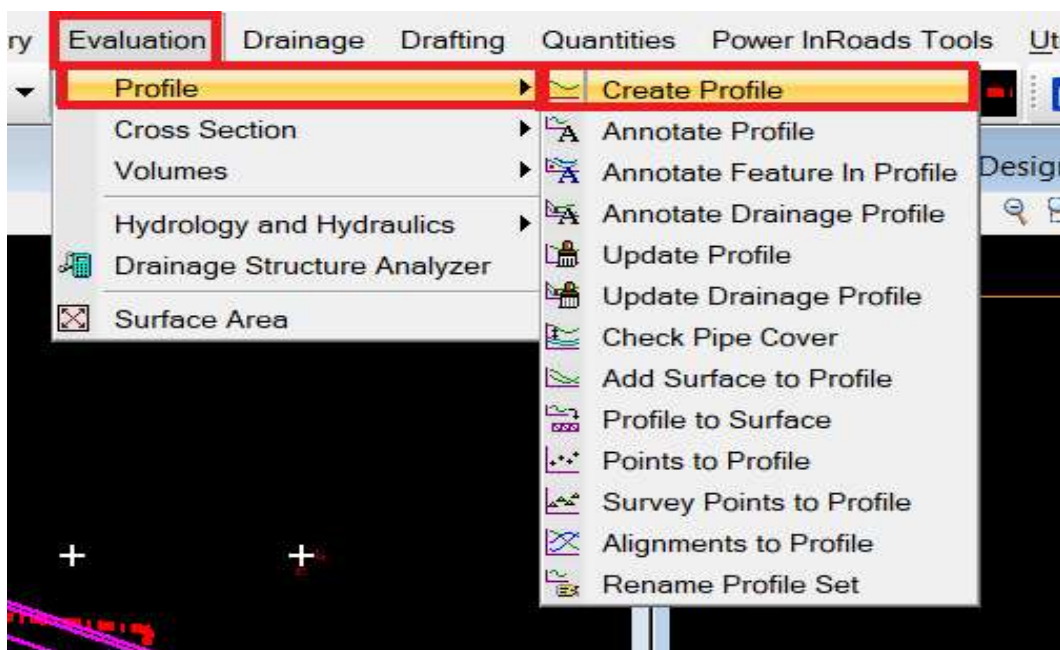 ry Evaluation Drainage Drafting Quantities Power InRoads Tools Ut
Profile
Cross Section
Volumes
Hydrology and Hydraulics
Drainage Structure Analyzer
Surface Area
Create Profile
Annotate Profile
Annotate Feature In Profile
Annotate Drainage Profile
Update Profile
Update Drainage Profile
Check Pipe Cover
Add Surface to Profile
Profile to Surface
Points to Profile
Survey Points to Profile
Alignments to Profile
Rename Profile Set
Desig